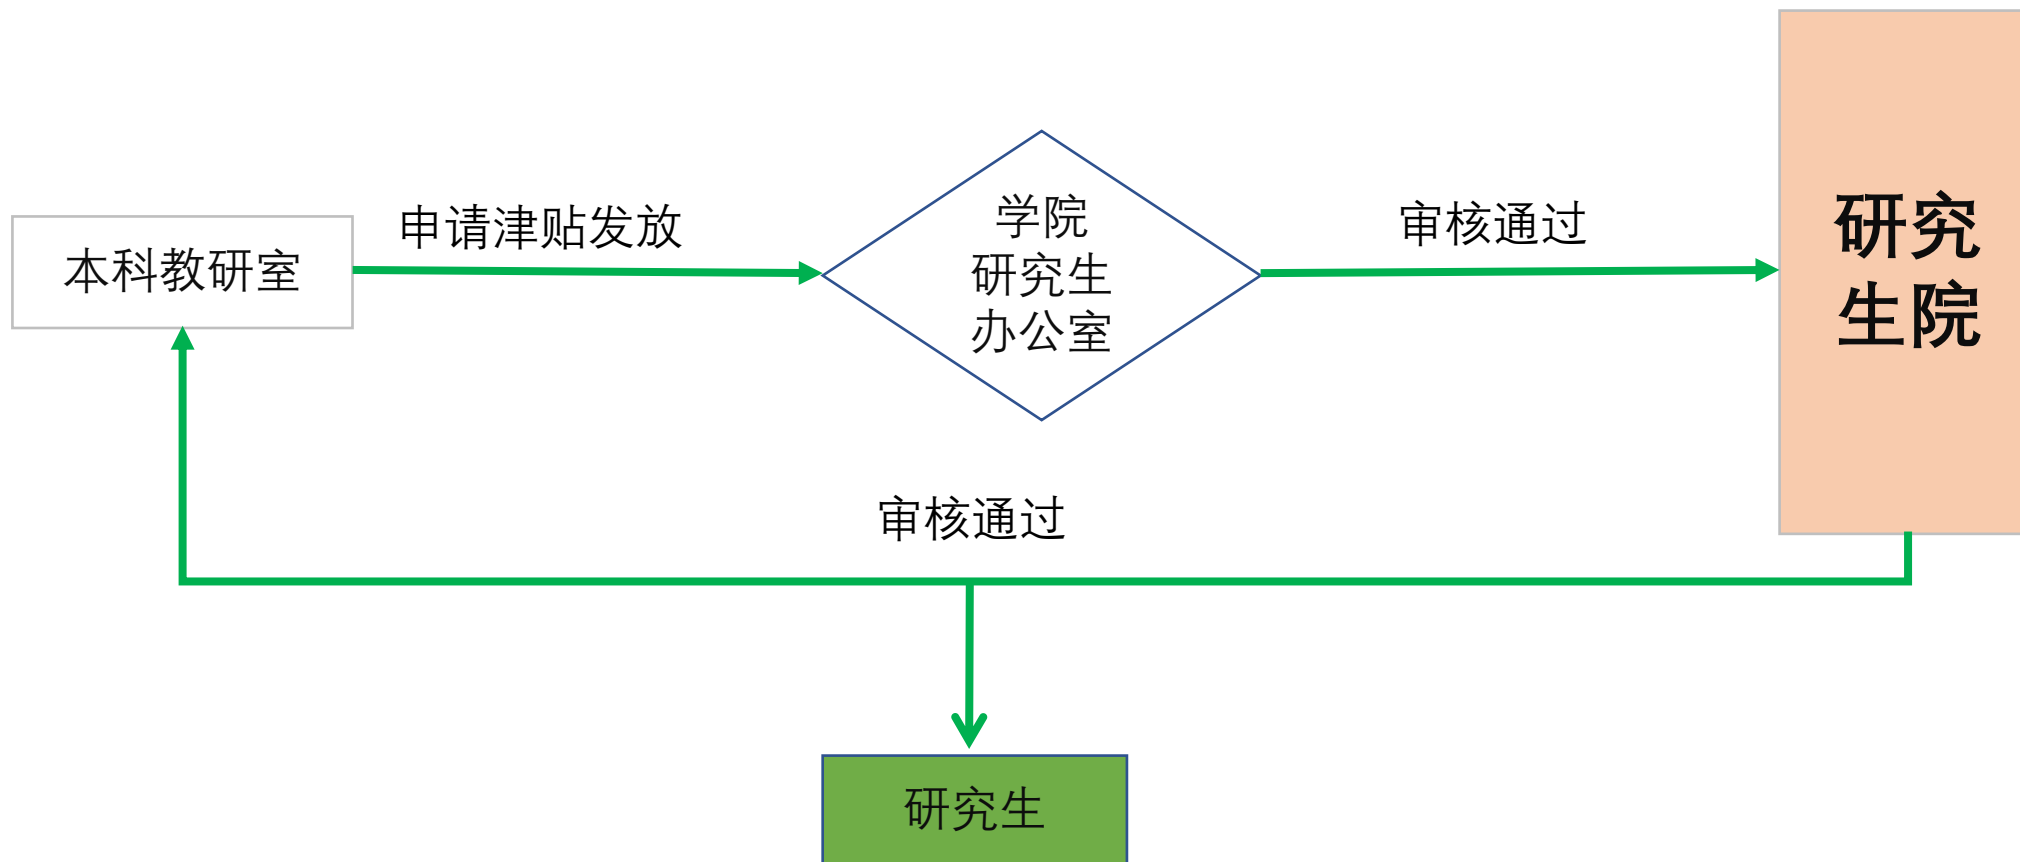 本科教研室
申请津贴发放
学院
研究生
办公室
审核通过
研究
生院
审核通过
研究生